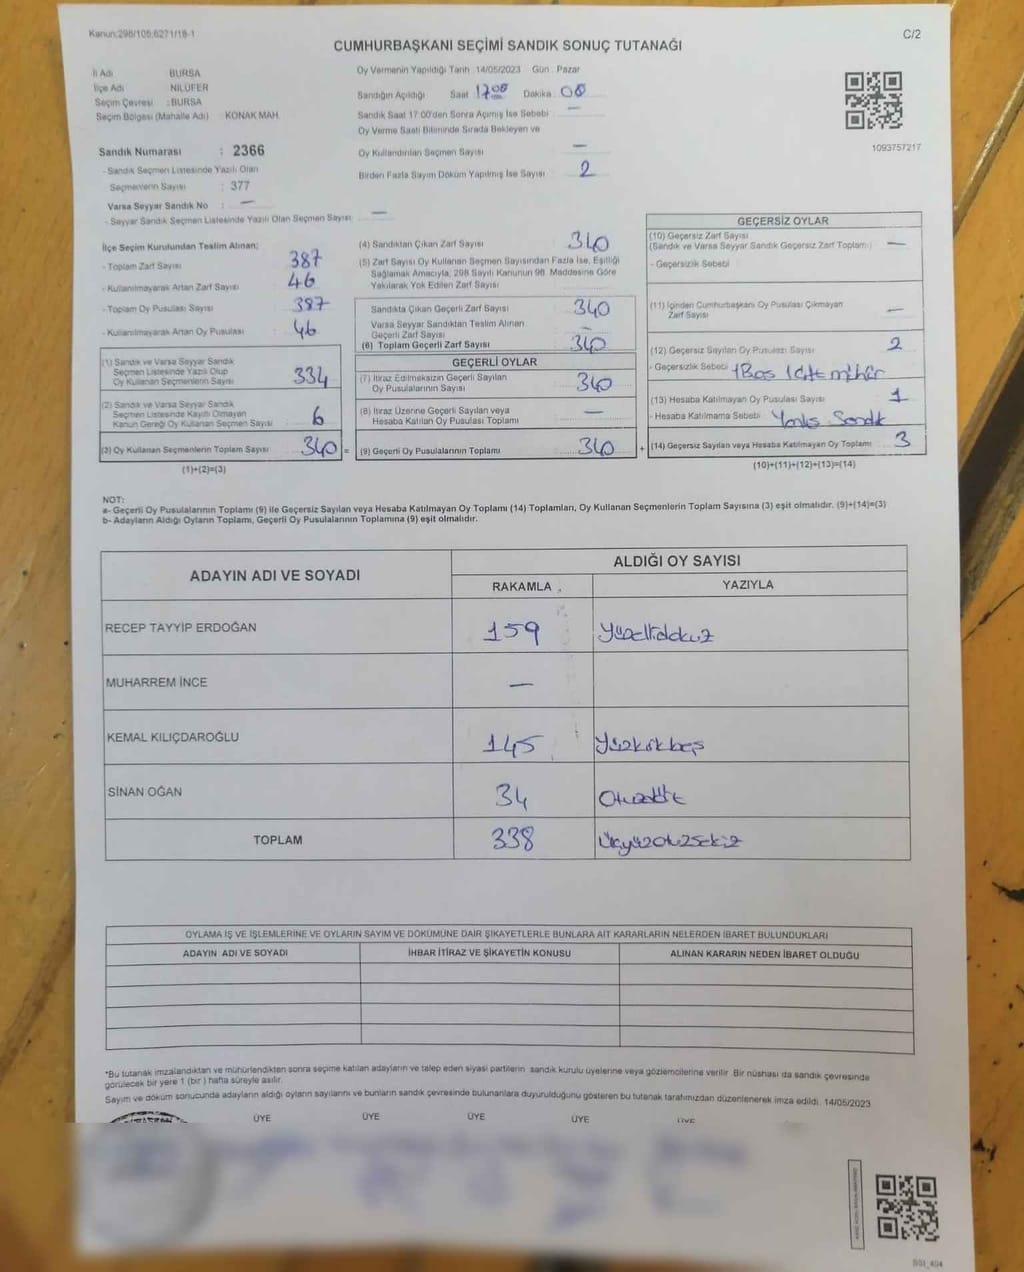 Kanun:298/105;6271/18-1
C/2
CUMHURBAŞKANI SEÇİMİ SANDIK SONUÇ TUTANAĞI
İl Adı BURSA
İlçe Adı NİLÜFER
Seçim Çevresi : BURSA
Seçim Bölgesi (Mahalle Adı) KONAK MAH.
Sandık Numarası : 2366
- Sandık Seçmen Listesinde Yazılı Olan
Seçmenlerin Sayısı : 377
Varsa Seyyar Sandık No : —
- Seyyar Sandık Seçmen Listesinde Yazılı Olan Seçmen Sayısı —
Oy Vermenin Yapıldığı Tarih 14/05/2023 Gün Pazar
Sandığın Açıldığı Saat 17.00 Dakika 00
Sandık Saat 17.00'den Sonra Açılmış İse Sebebi —
Oy Verme Saati Bitiminde Sırada Bekleyen ve
Oy Kullandırılan Seçmen Sayısı —
Birden Fazla Sayım Döküm Yapılmış İse Sayısı 2
1093757217
İlçe Seçim Kurulundan Teslim Alınan:
- Toplam Zarf Sayısı 387
- Kullanılmayarak Artan Zarf Sayısı 46
- Toplam Oy Pusulası Sayısı 387
- Kullanılmayarak Artan Oy Pusulası 46
(1) Sandık ve Varsa Seyyar Sandık
Seçmen Listesinde Yazılı Olup
Oy Kullanan Seçmenlerin Sayısı 334
(2) Sandık ve Varsa Seyyar Sandık
Seçmen Listesinde Kayıtlı Olmayan
Kanun Gereği Oy Kullanan Seçmen Sayısı 6
(3) Oy Kullanan Seçmenlerin Toplam Sayısı 340 =
(1)+(2)=(3)
(4) Sandıktan Çıkan Zarf Sayısı 340
(5) Zarf Sayısı Oy Kullanan Seçmen Sayısından Fazla İse, Eşitliği
Sağlamak Amacıyla, 298 Sayılı Kanunun 98. Maddesine Göre
Yakılarak Yok Edilen Zarf Sayısı
Sandıkta Çıkan Geçerli Zarf Sayısı 340
Varsa Seyyar Sandıktan Teslim Alınan
Geçerli Zarf Sayısı —
(6) Toplam Geçerli Zarf Sayısı 340
GEÇERLİ OYLAR
(7) İtiraz Edilmeksizin Geçerli Sayılan
Oy Pusulalarının Sayısı 340
(8) İtiraz Üzerine Geçerli Sayılan veya
Hesaba Katılan Oy Pusulası Toplamı —
(9) Geçerli Oy Pusulalarının Toplamı 340 +
GEÇERSİZ OYLAR
(10) Geçersiz Zarf Sayısı
(Sandık ve Varsa Seyyar Sandık Geçersiz Zarf Toplamı) —
- Geçersizlik Sebebi
(11) İçinden Cumhurbaşkanı Oy Pusulası Çıkmayan
Zarf Sayısı —
(12) Geçersiz Sayılan Oy Pusulası Sayısı 2
- Geçersizlik Sebebi 1Boş 1Çift mühür
(13) Hesaba Katılmayan Oy Pusulası Sayısı 1
- Hesaba Katılmama Sebebi Yanlış Sandık
(14) Geçersiz Sayılan veya Hesaba Katılmayan Oy Toplamı 3
(10)+(11)+(12)+(13)=(14)
NOT:
a- Geçerli Oy Pusulalarının Toplamı (9) ile Geçersiz Sayılan veya Hesaba Katılmayan Oy Toplamı (14) Toplamları, Oy Kullanan Seçmenlerin Toplam Sayısına (3) eşit olmalıdır. (9)+(14)=(3)
b- Adayların Aldığı Oyların Toplamı, Geçerli Oy Pusulalarının Toplamına (9) eşit olmalıdır.
ADAYIN ADI VE SOYADI
ALDIĞI OY SAYISI
RAKAMLA
YAZIYLA
RECEP TAYYİP ERDOĞAN 159 Yüzellidokuz
MUHARREM İNCE —
KEMAL KILIÇDAROĞLU 145 Yüzkırkbeş
SİNAN OĞAN 34 Otuzdört
TOPLAM 338 Üçyüzotuzsekiz
OYLAMA İŞ VE İŞLEMLERİNE VE OYLARIN SAYIM VE DÖKÜMÜNE DAİR ŞİKAYETLERLE BUNLARA AİT KARARLARIN NELERDEN İBARET BULUNDUKLARI
ADAYIN ADI VE SOYADI
İHBAR İTİRAZ VE ŞİKAYETİN KONUSU
ALINAN KARARIN NEDEN İBARET OLDUĞU
*Bu tutanak imzalandıktan ve mühürlendikten sonra seçime katılan adayların ve talep eden siyasi partilerin sandık kurulu üyelerine veya gözlemcilerine verilir. Bir nüshası da sandık çevresinde
görülecek bir yere 1 (bir) hafta süreyle asılır.
Sayım ve döküm sonucunda adayların aldığı oyların sayılarını ve bunların sandık çevresinde bulunanlara duyurulduğunu gösteren bu tutanak tarafımızdan düzenlenerek imza edildi. 14/05/2023
ÜYE ÜYE ÜYE ÜYE ÜYE